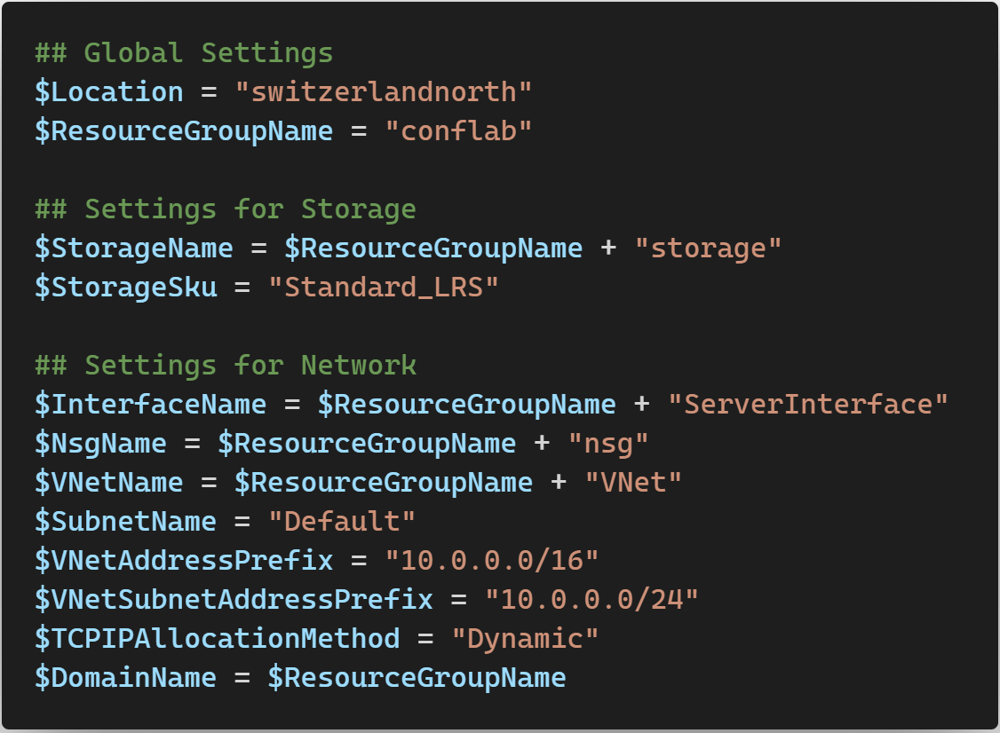 ## Global Settings
$Location = "switzerlandnorth"
$ResourceGroupName = "conflab"
## Settings for Storage
$StorageName = $ResourceGroupName + "storage"
$StorageSku = "Standard_LRS"
## Settings for Network
$InterfaceName = $ResourceGroupName + "ServerInterface"
$NsgName = $ResourceGroupName + "nsg"
$VNetName = $ResourceGroupName + "VNet"
$SubnetName = "Default"
$VNetAddressPrefix = "10.0.0.0/16"
$VNetSubnetAddressPrefix = "10.0.0.0/24"
$TCPIPAllocationMethod = "Dynamic"
$DomainName = $ResourceGroupName